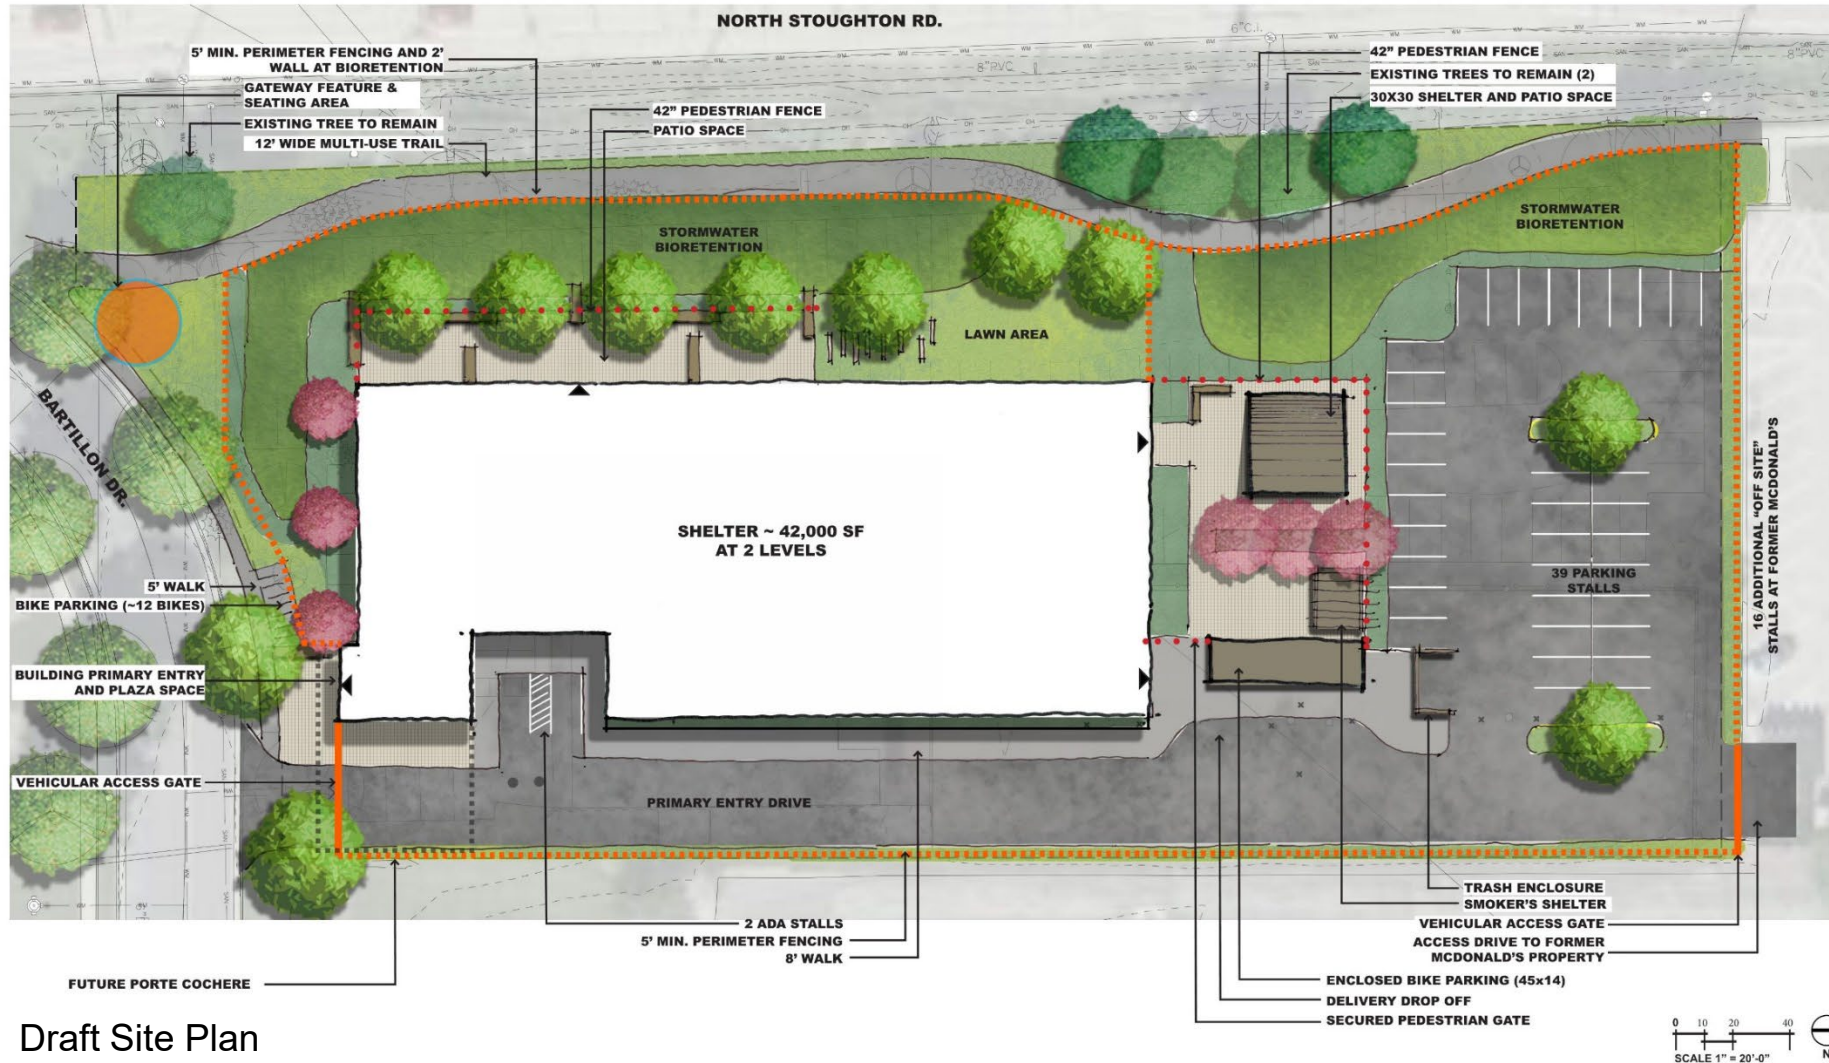 NORTH STOUGHTON RD.
5' MIN. PERIMETER FENCING AND 2'
WALL AT BIORETENTION
GATEWAY FEATURE &
SEATING AREA
EXISTING TREE TO REMAIN
12' WIDE MULTI-USE TRAIL
42" PEDESTRIAN FENCE
PATIO SPACE
6"C.I.
8"PVC
42" PEDESTRIAN FENCE
EXISTING TREES TO REMAIN (2)
30X30 SHELTER AND PATIO SPACE
8"PVC
STORMWATER
BIORETENTION
STORMWATER
BIORETENTION
LAWN AREA
BARTILLON DR.
SHELTER ~ 42,000 SF
AT 2 LEVELS
39 PARKING
STALLS
16 ADDITIONAL "OFF SITE"
STALLS AT FORMER MCDONALD'S
5' WALK
BIKE PARKING (~12 BIKES)
BUILDING PRIMARY ENTRY
AND PLAZA SPACE
VEHICULAR ACCESS GATE
PRIMARY ENTRY DRIVE
FUTURE PORTE COCHERE
2 ADA STALLS
5' MIN. PERIMETER FENCING
8' WALK
TRASH ENCLOSURE
SMOKER'S SHELTER
VEHICULAR ACCESS GATE
ACCESS DRIVE TO FORMER
MCDONALD'S PROPERTY
ENCLOSED BIKE PARKING (45x14)
DELIVERY DROP OFF
SECURED PEDESTRIAN GATE
Draft Site Plan
0 10 20 40
SCALE 1" = 20'-0"
N